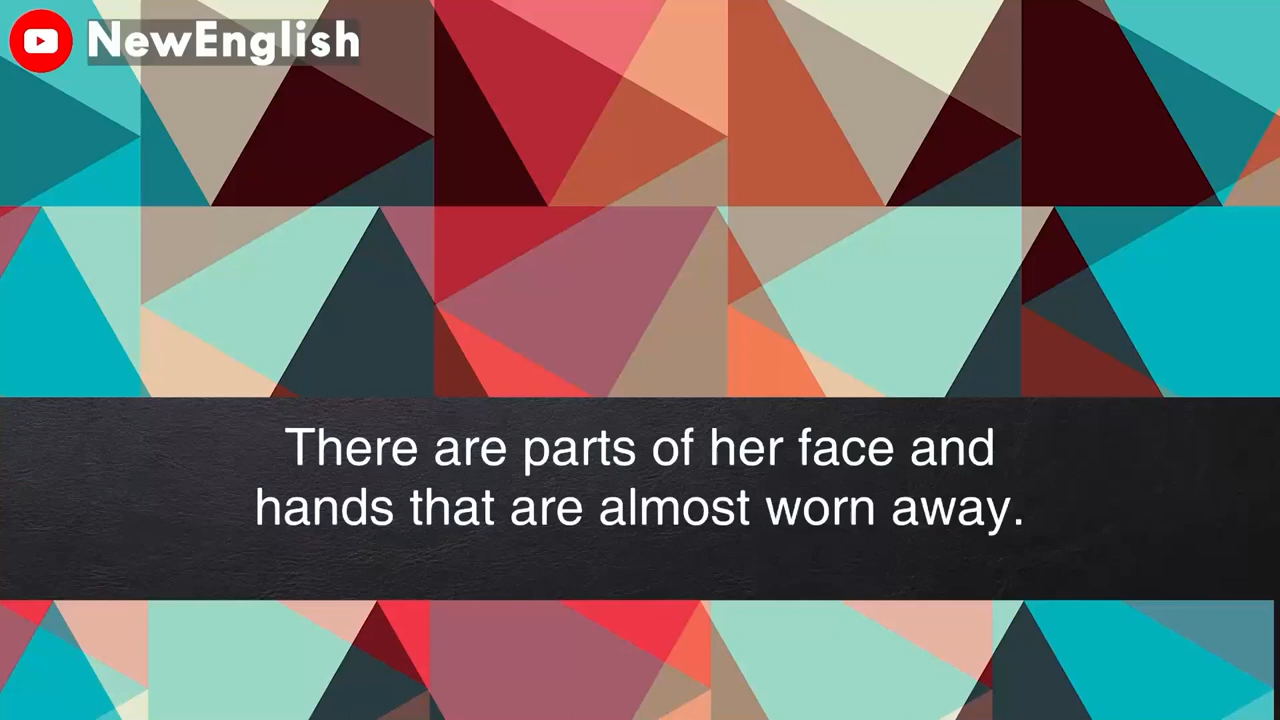 NewEnglish
There are parts of her face and
hands that are almost worn away.